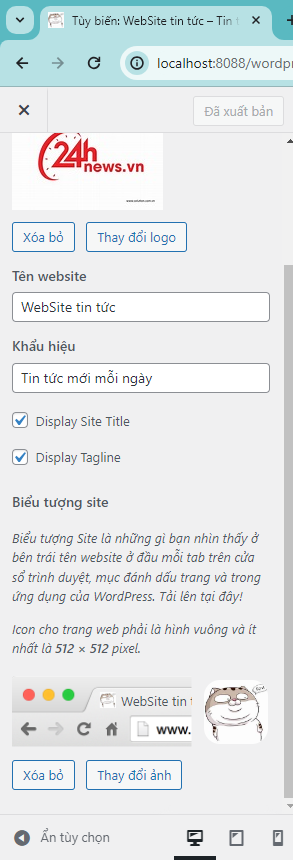 Tùy biến: WebSite tin tức – Tin t
localhost:8088/wordpr
Đã xuất bản
24h
news.vn
Xóa bỏ
Thay đổi logo
Tên website
WebSite tin tức
Khẩu hiệu
Tin tức mới mỗi ngày
Display Site Title
Display Tagline
Biểu tượng site
Biểu tượng Site là những gì bạn nhìn thấy ở
bên trái tên website ở đầu mỗi tab trên cửa
sổ trình duyệt, mục đánh dấu trang và trong
ứng dụng của WordPress. Tải lên tại đây!
Icon cho trang web phải là hình vuông và ít
nhất là 512 × 512 pixel.
WebSite tin t
www.
Xóa bỏ
Thay đổi ảnh
Ẩn tùy chọn